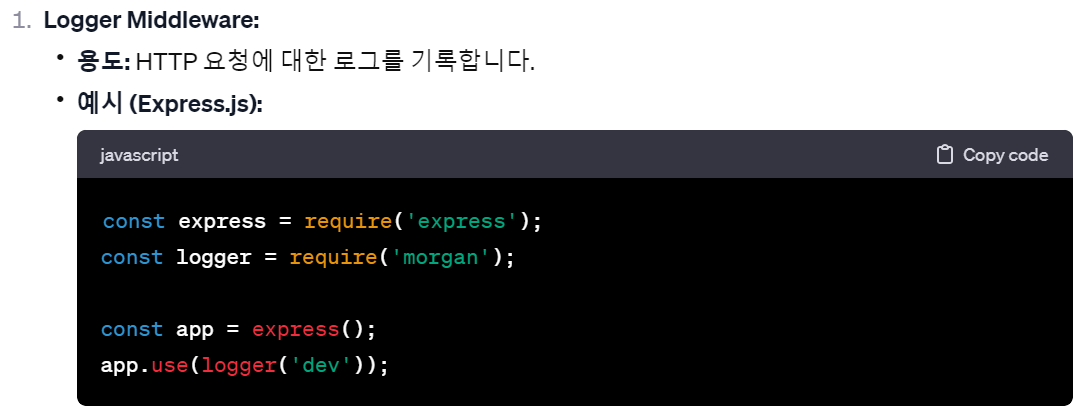 1. Logger Middleware:
• 용도: HTTP 요청에 대한 로그를 기록합니다.
• 예시 (Express.js):
javascript Copy code
const express = require('express');
const logger = require('morgan');
const app = express();
app.use(logger('dev'));